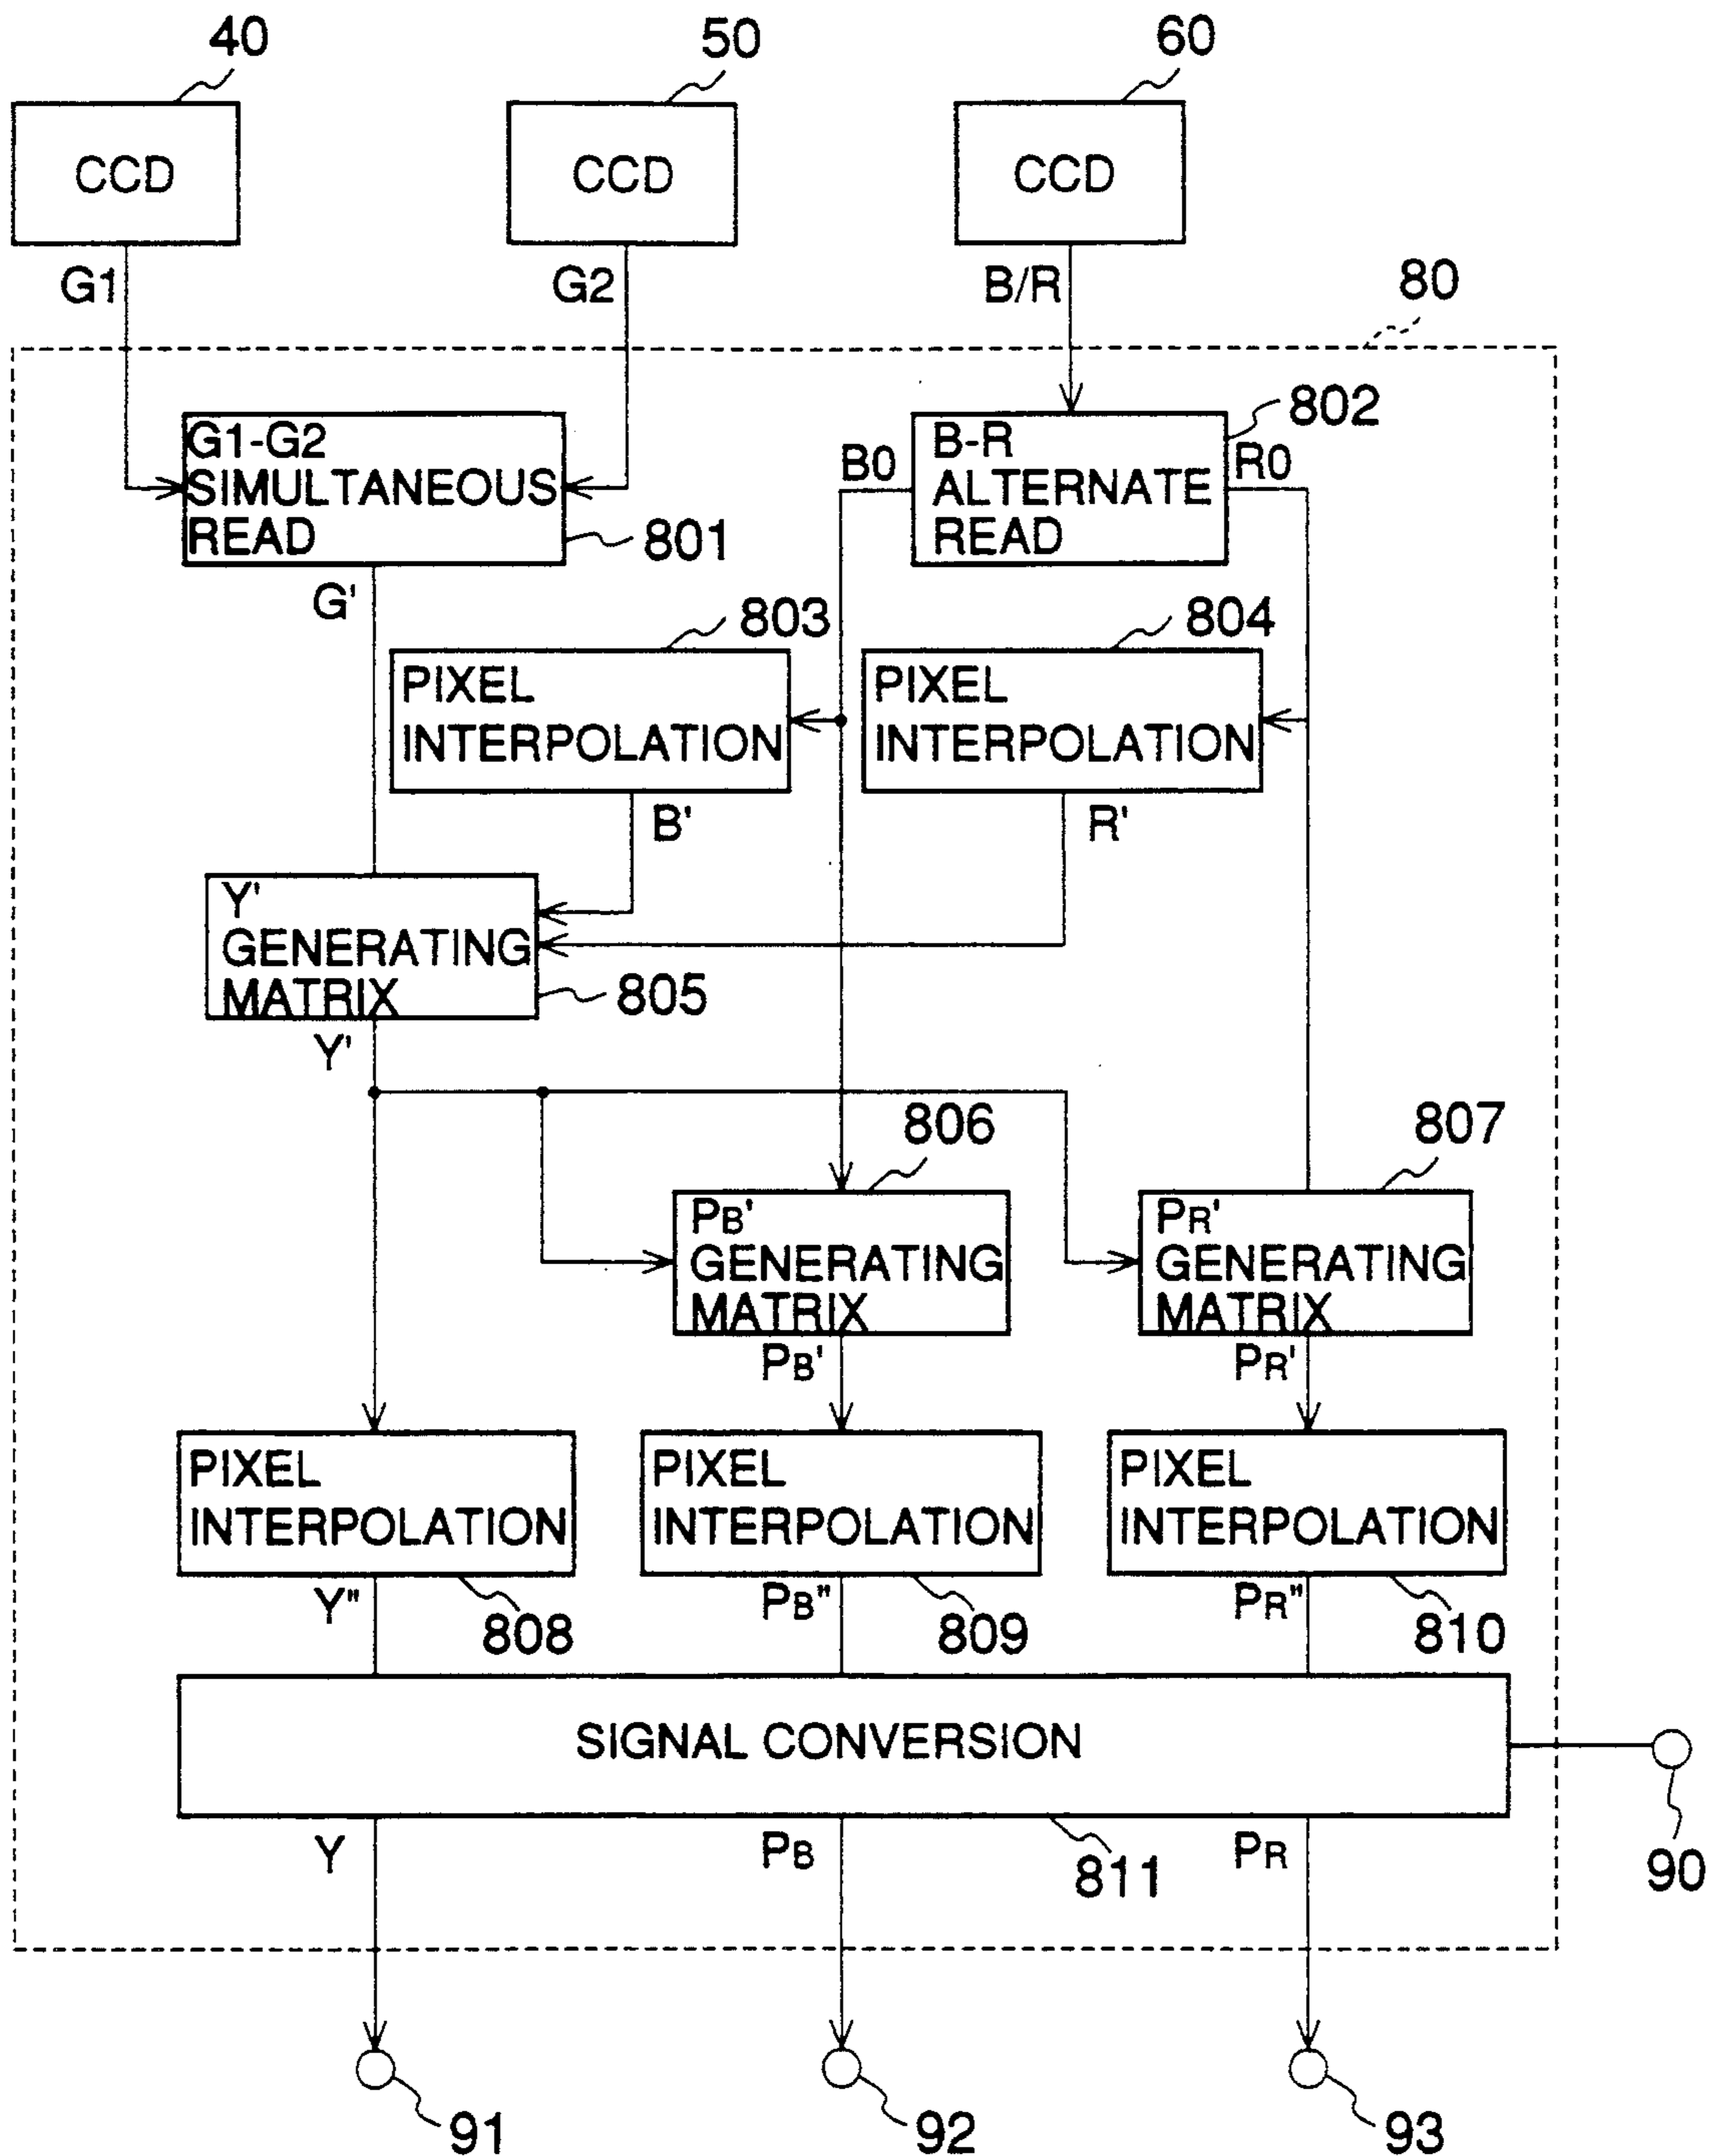 40
50
60
CCD
CCD
CCD
G1
G2
B/R
80
G1-G2
SIMULTANEOUS
READ
801
B0
B-R
ALTERNATE
READ
R0
802
G'
803
804
PIXEL
INTERPOLATION
PIXEL
INTERPOLATION
B'
R'
Y'
GENERATING
MATRIX
805
Y'
806
807
PB'
GENERATING
MATRIX
PR'
GENERATING
MATRIX
PB'
PR'
PIXEL
INTERPOLATION
PIXEL
INTERPOLATION
PIXEL
INTERPOLATION
Y"
808
PB"
809
PR"
810
SIGNAL CONVERSION
Y
PB
811
PR
90
91
92
93